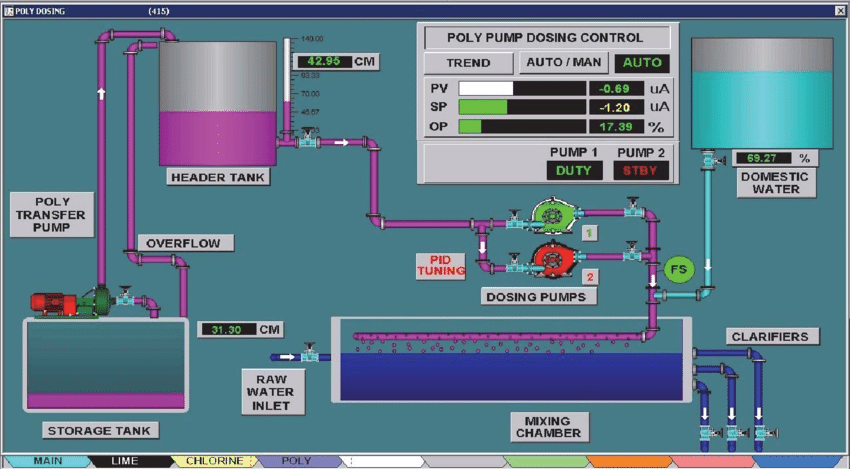 POLY DOSING (415)
140.00
42.95 CM
93.33
70.00
46.67
HEADER TANK
POLY PUMP DOSING CONTROL
TREND
AUTO / MAN
AUTO
PV -0.69 uA
SP -1.20 uA
OP 17.39 %
PUMP 1 PUMP 2
DUTY STBY
69.27 %
DOMESTIC
WATER
POLY
TRANSFER
PUMP
OVERFLOW
PID
TUNING
1
2
FS
DOSING PUMPS
31.30 CM
RAW
WATER
INLET
STORAGE TANK
MIXING
CHAMBER
CLARIFIERS
MAIN LIME CHLORINE POLY